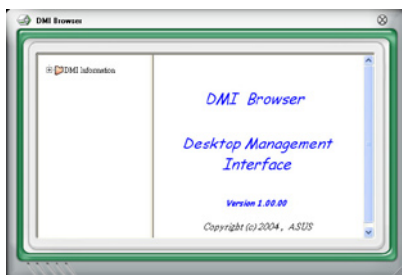 DMI Browser
DMI Information
DMI Browser
Desktop Management
Interface
Version 1.00.00
Copyright (c) 2004, ASUS